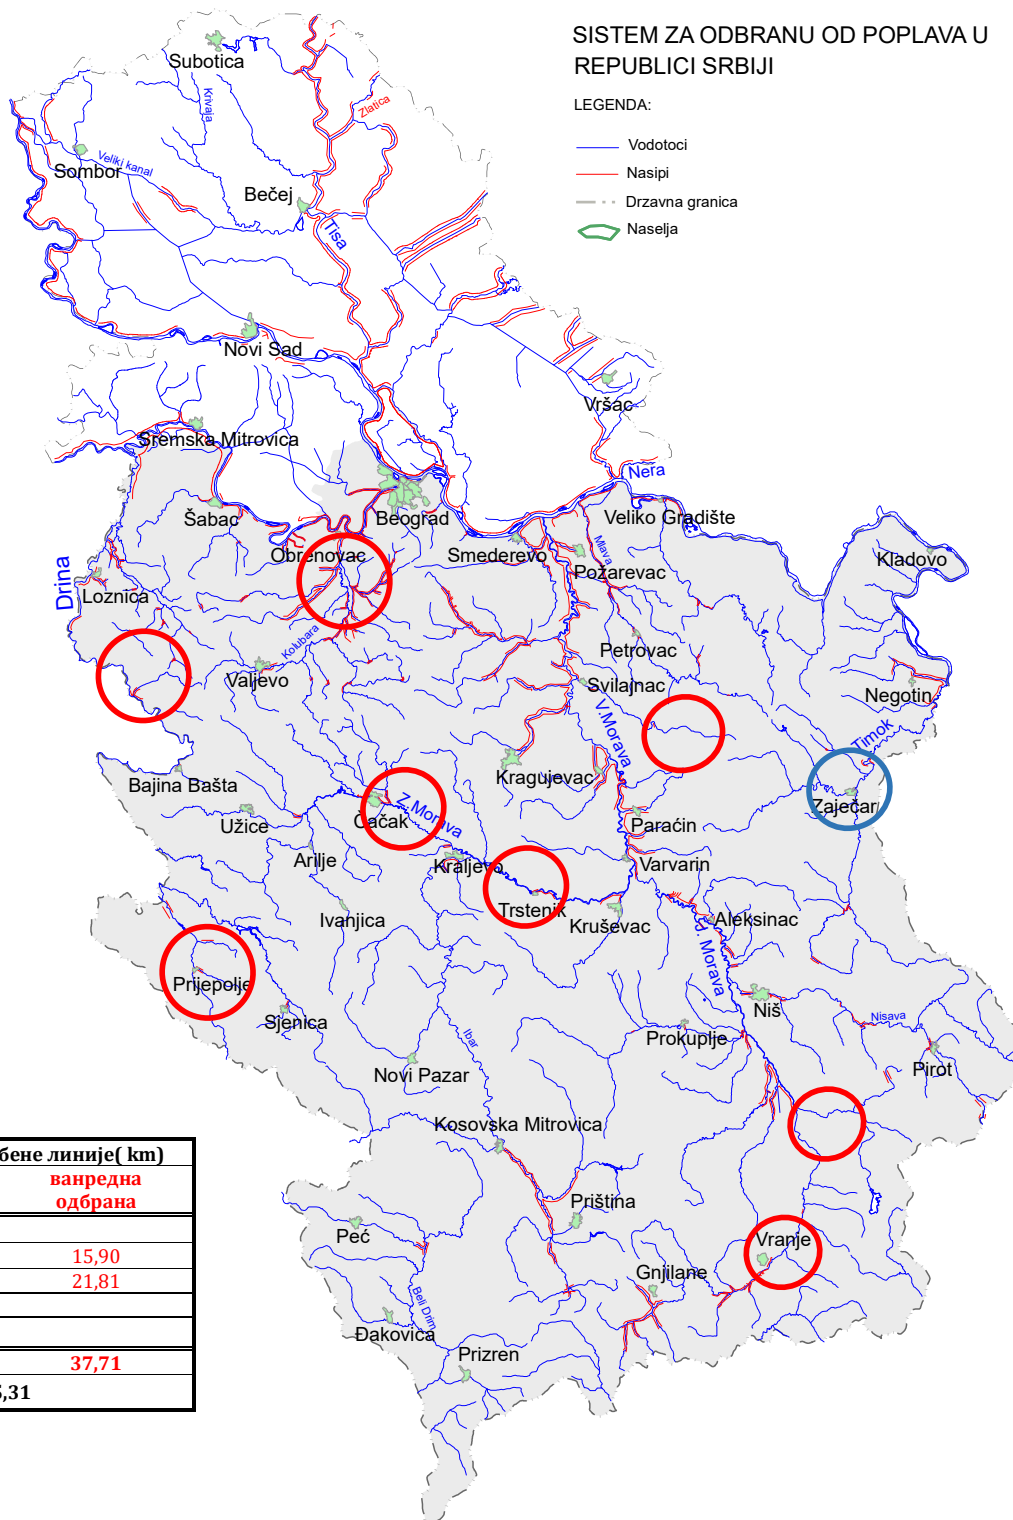 SISTEM ZA ODBRANU OD POPLAVA U
REPUBLICI SRBIJI
LEGENDA:
Vodotoci
Nasipi
Drzavna granica
Naselja
Subotica
Krivaja
Zlatica
Sombor
Veliki kanal
Bečej
Tisa
Novi Sad
Vršac
Sremska Mitrovica
Nera
Šabac
Beograd
Veliko Gradište
Obrenovac
Smederevo
Mlava
Požarevac
Kladovo
Drina
Loznica
Kolubara
Petrovac
Valjevo
Svilajnac
Negotin
V.Morava
Timok
Kragujevac
Bajina Bašta
Zaječar
Užice
Čačak
Z.Morava
Paraćin
Arilje
Kraljevo
Varvarin
Ivanjica
Trstenik
Kruševac
Aleksinac
J. Morava
Prijepolje
Sjenica
Niš
Nisava
Ibar
Prokuplje
Pirot
Novi Pazar
Kosovska Mitrovica
бене линије( km)
ванредна
одбрана
15,90
21,81
37,71
5,31
Priština
Peć
Vranje
Gnjilane
Beli Drim
Đakovica
Prizren